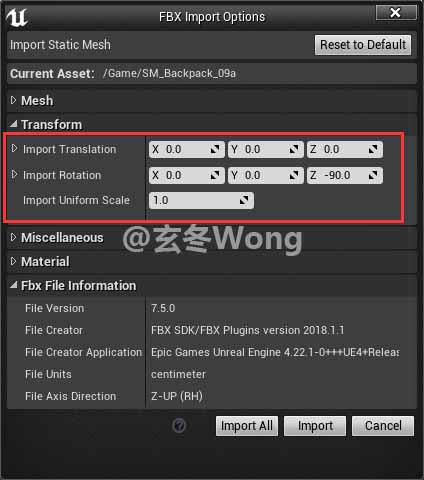 FBX Import Options
Import Static Mesh
Reset to Default
Current Asset: /Game/SM_Backpack_09a
Mesh
Transform
Import Translation X 0.0 Y 0.0 Z 0.0
Import Rotation X 0.0 Y 0.0 Z -90.0
Import Uniform Scale 1.0
Miscellaneous
@玄冬Wong
Material
Fbx File Information
File Version 7.5.0
File Creator FBX SDK/FBX Plugins version 2018.1.1
File Creator Application Epic Games Unreal Engine 4.22.1-0+++UE4+Releas
File Units centimeter
File Axis Direction Z-UP (RH)
? Import All Import Cancel